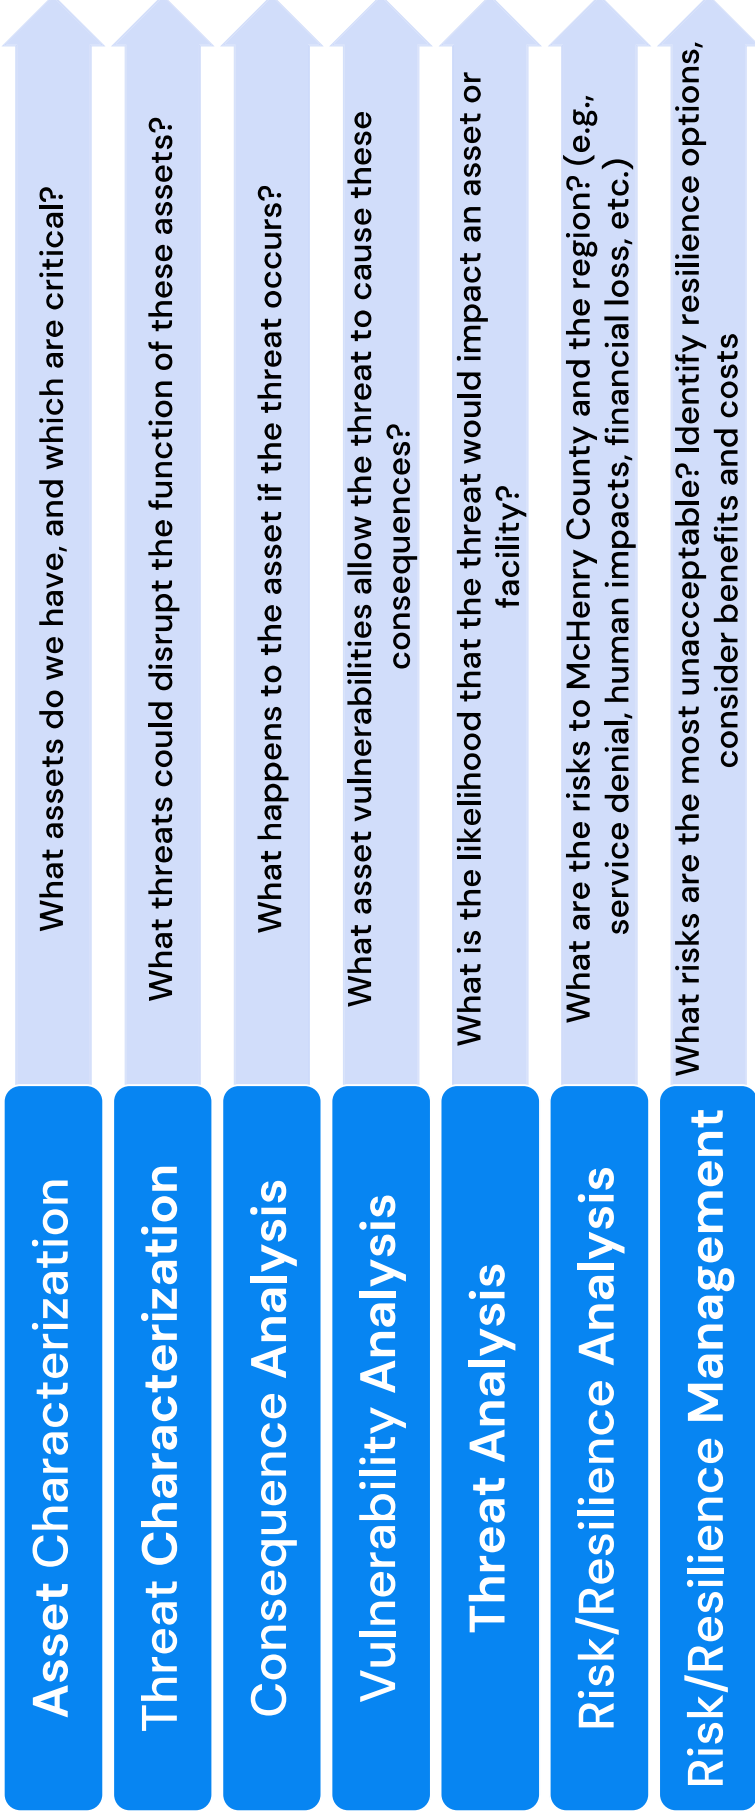 Asset Characterization
What assets do we have, and which are critical?
Threat Characterization
What threats could disrupt the function of these assets?
Consequence Analysis
What happens to the asset if the threat occurs?
Vulnerability Analysis
What asset vulnerabilities allow the threat to cause these
consequences?
Threat Analysis
What is the likelihood that the threat would impact an asset or
facility?
Risk/Resilience Analysis
What are the risks to McHenry County and the region? (e.g.,
service denial, human impacts, financial loss, etc.)
Risk/Resilience Management
What risks are the most unacceptable? Identify resilience options,
consider benefits and costs